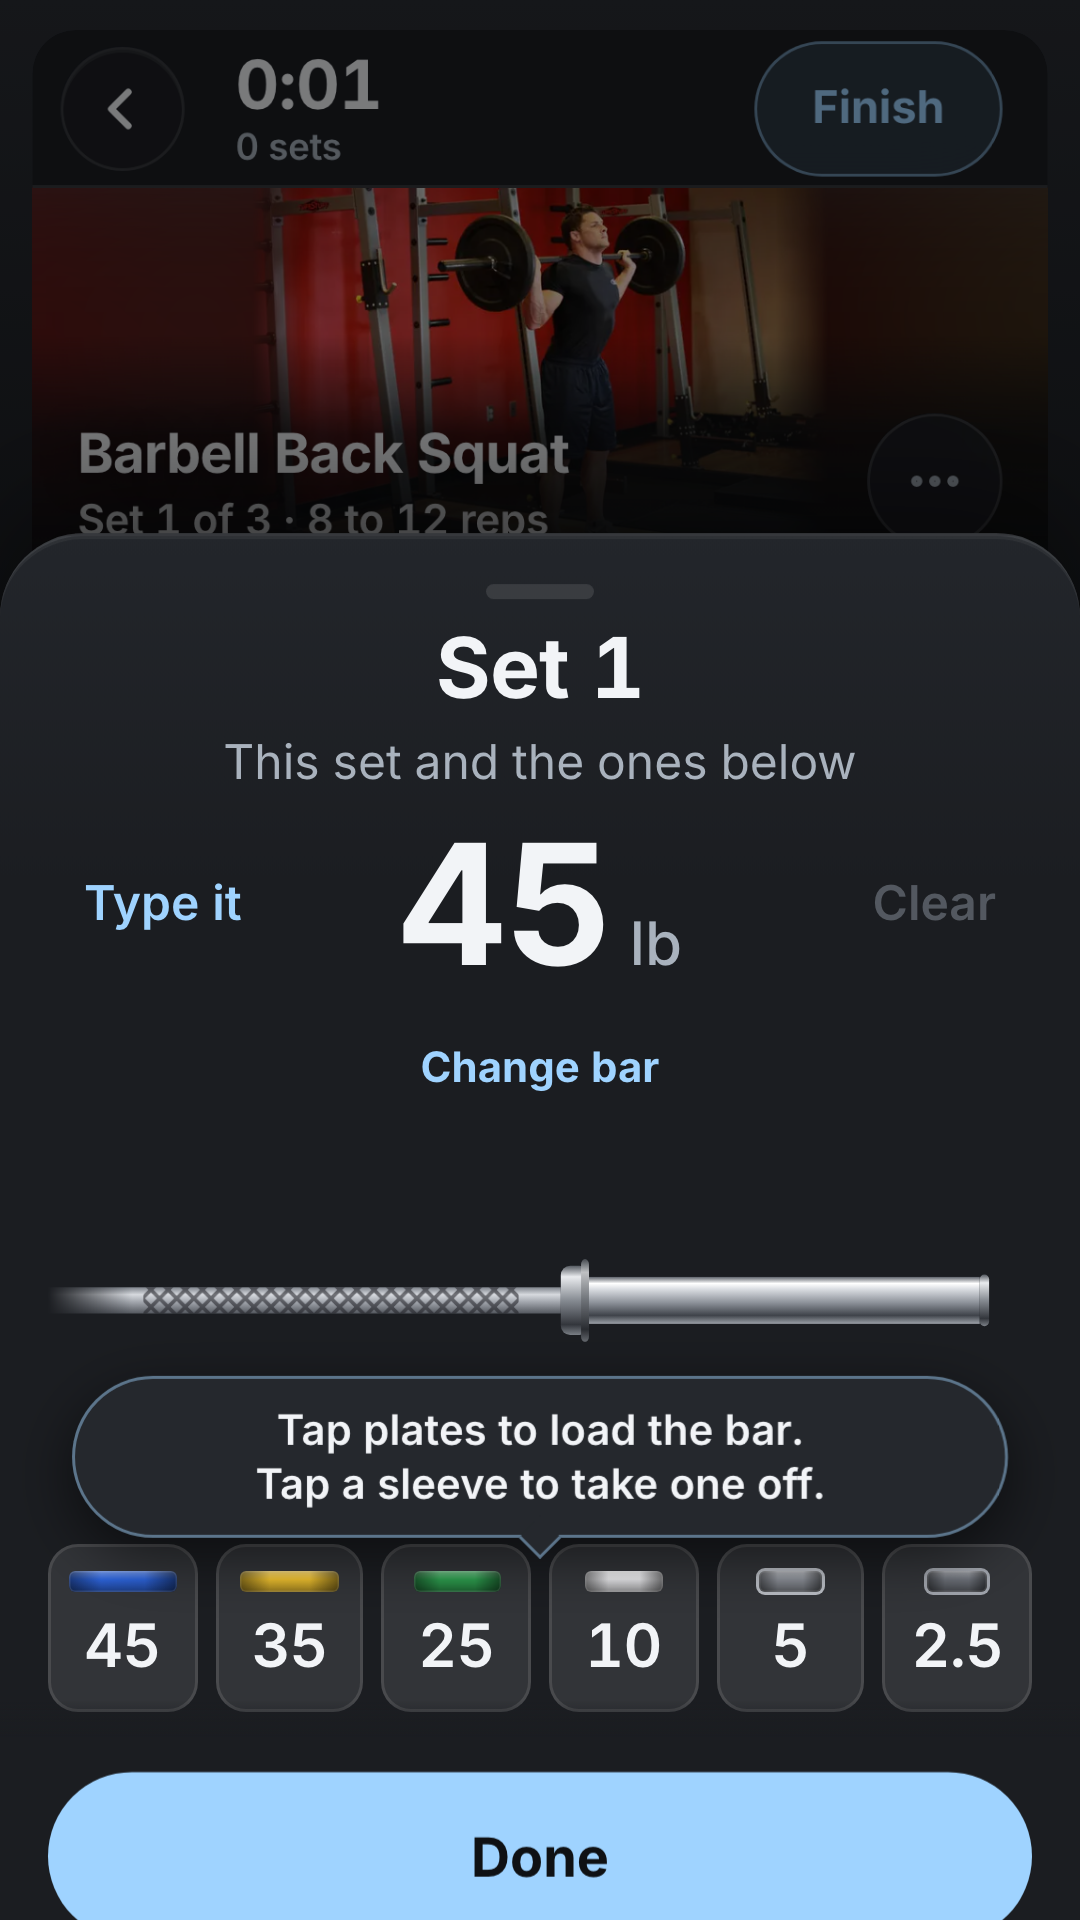 0:01
0 sets
Finish
Barbell Back Squat
Set 1 of 3 · 8 to 12 reps
Set 1
This set and the ones below
Type it
45 lb
Clear
Change bar
Tap plates to load the bar.
Tap a sleeve to take one off.
45 35 25 10 5 2.5
Done